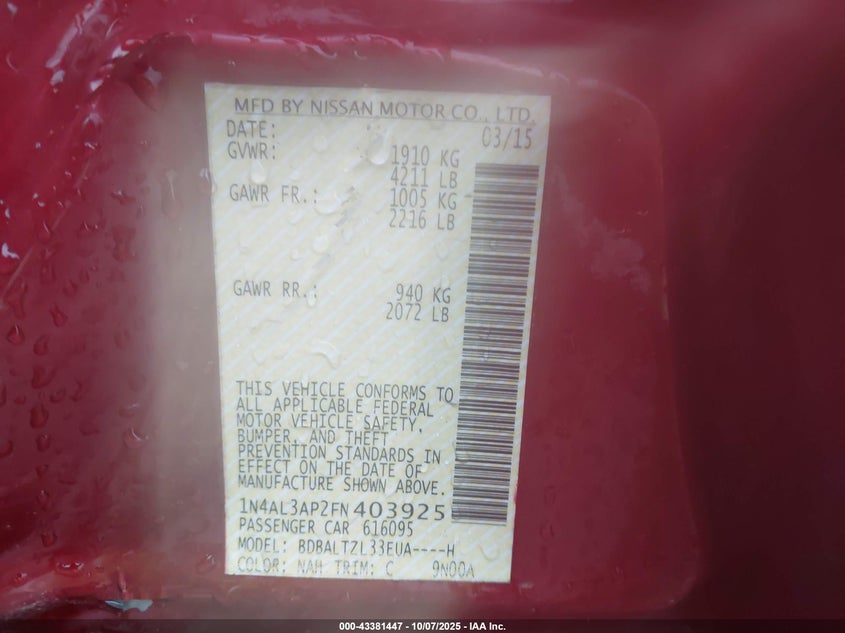 MFD BY NISSAN MOTOR CO., LTD.
DATE: 03/15
GVWR: 1910 KG
4211 LB
GAWR FR.: 1005 KG
2216 LB
GAWR RR.: 940 KG
2072 LB
THIS VEHICLE CONFORMS TO
ALL APPLICABLE FEDERAL
MOTOR VEHICLE SAFETY,
BUMPER, AND THEFT
PREVENTION STANDARDS IN
EFFECT ON THE DATE OF
MANUFACTURE SHOWN ABOVE.
1N4AL3AP2FN403925
PASSENGER CAR 616095
MODEL: BDBALTZL33EUA----H
COLOR: NAH TRIM: C 9N00A
000-43381447 - 10/07/2025 - IAA Inc.